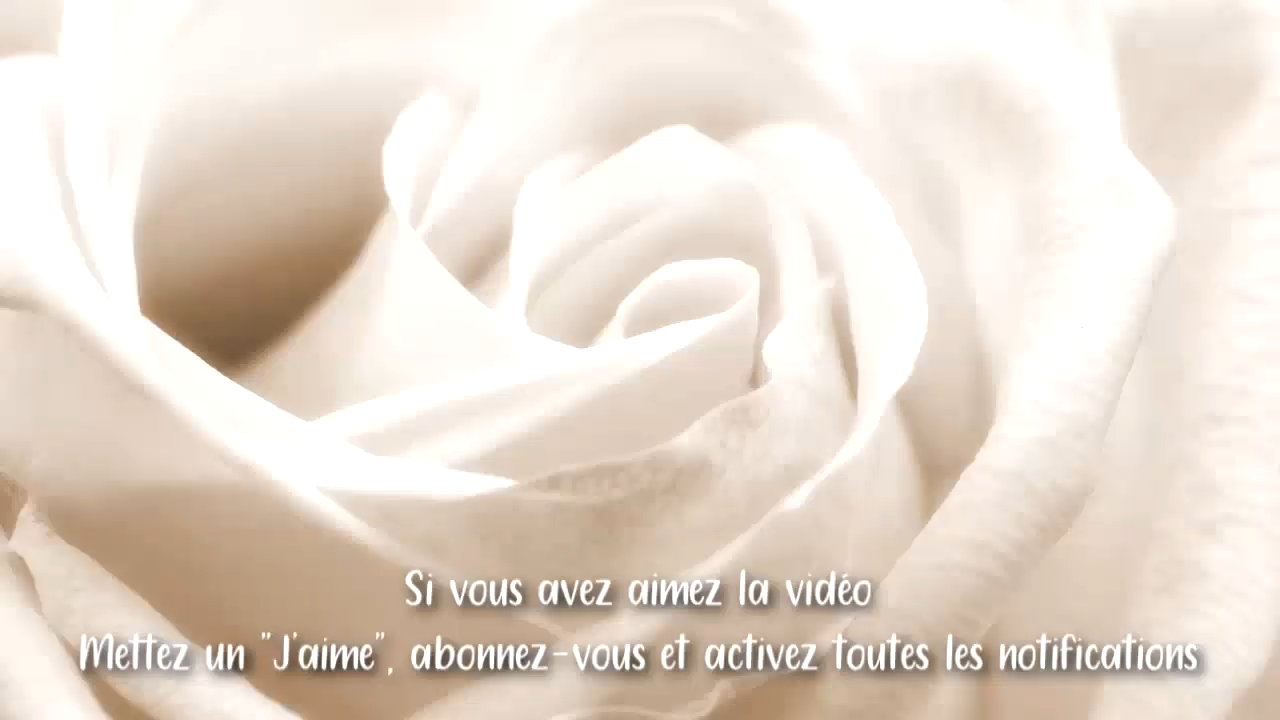 Si vous avez aimez la vidéo
Mettez un "J'aime", abonnez-vous et activez toutes les notifications